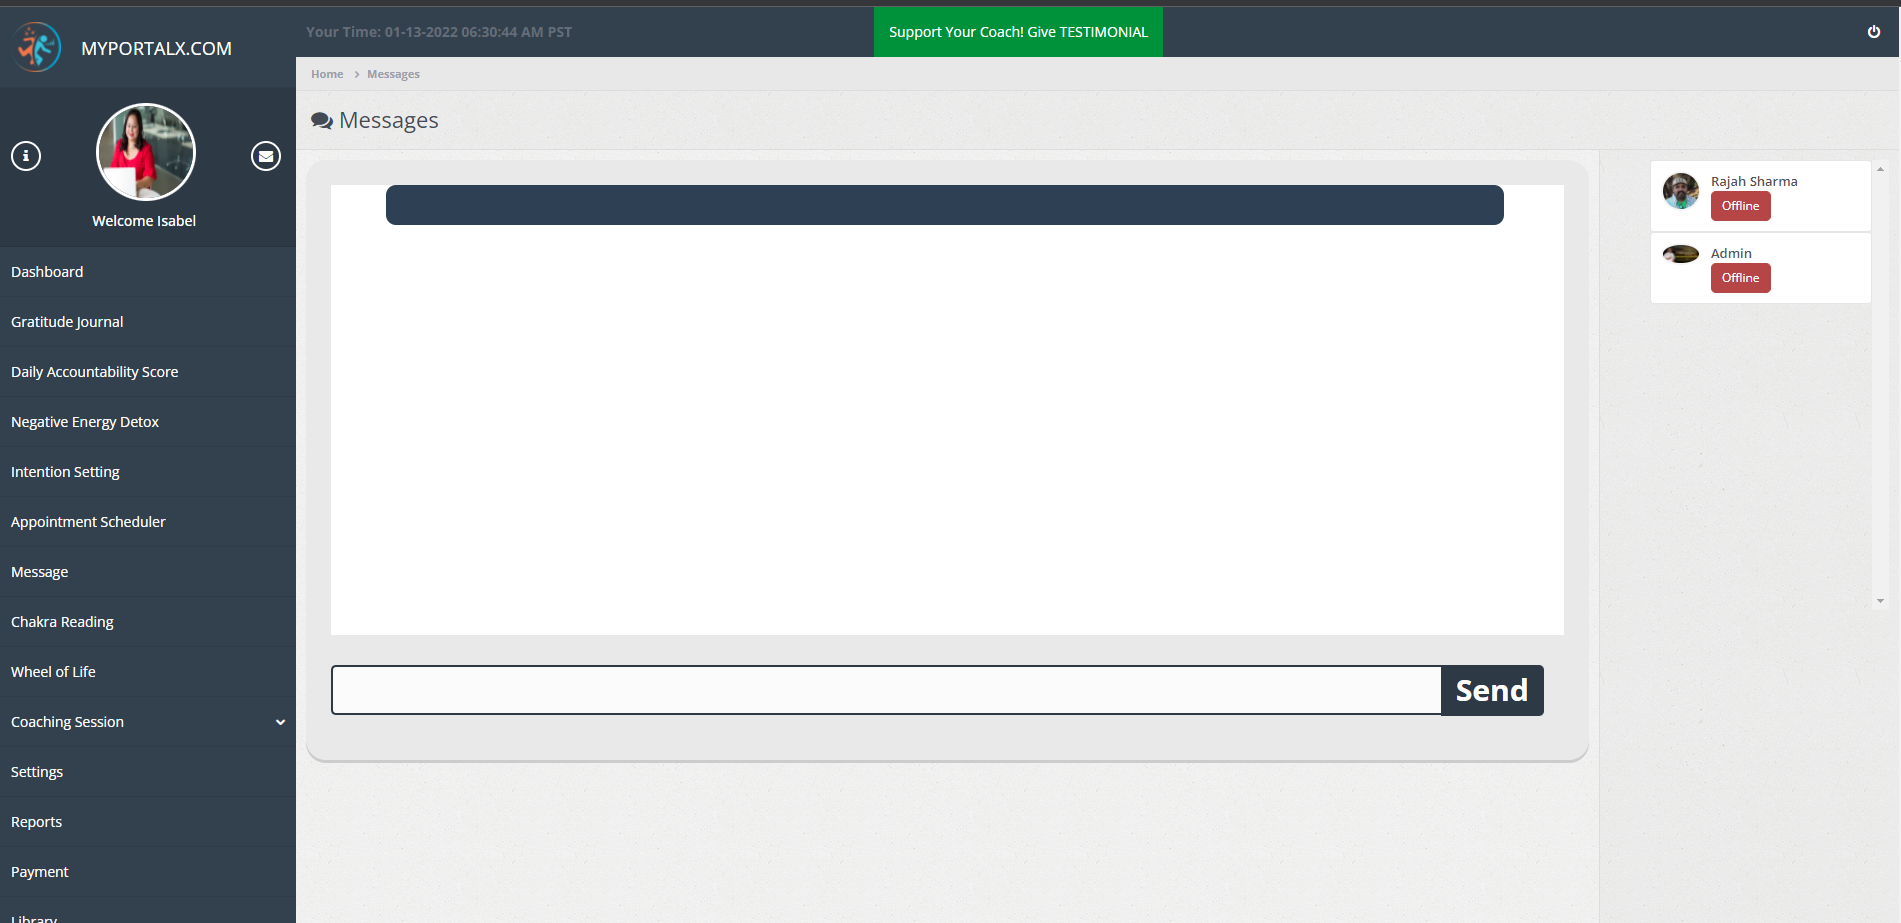 MYPORTALX.COM
Your Time: 01-13-2022 06:30:44 AM PST
Support Your Coach! Give TESTIMONIAL
Home > Messages
Messages
Welcome Isabel
Dashboard
Gratitude Journal
Daily Accountability Score
Negative Energy Detox
Intention Setting
Appointment Scheduler
Message
Chakra Reading
Wheel of Life
Coaching Session
Settings
Reports
Payment
Library
Send
Rajah Sharma
Offline
Admin
Offline